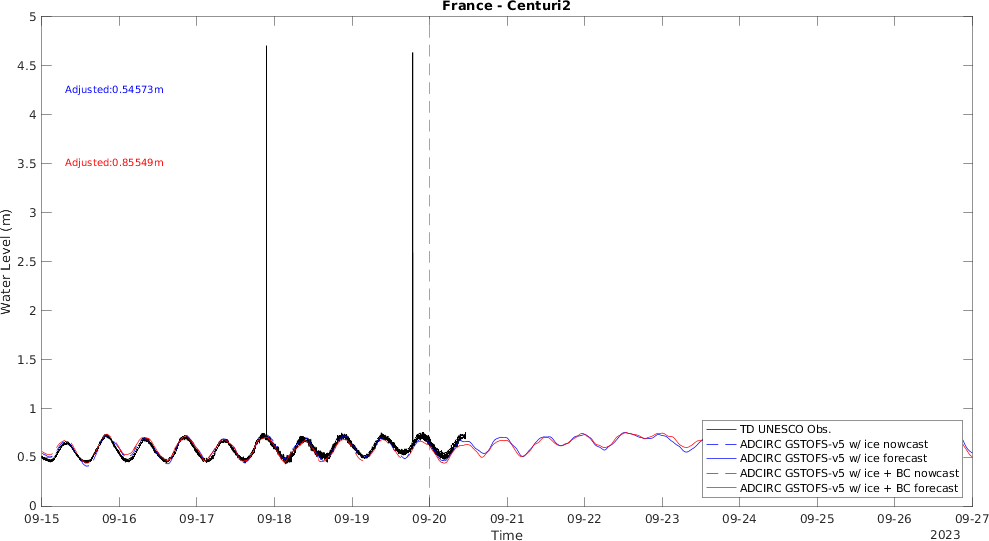 France - Centuri2
5
4.5
4
3.5
3
2.5
2
1.5
1
0.5
0
Water Level (m)
Adjusted:0.54573m
Adjusted:0.85549m
TD UNESCO Obs.
ADCIRC GSTOFS-v5 w/ ice nowcast
ADCIRC GSTOFS-v5 w/ ice forecast
ADCIRC GSTOFS-v5 w/ ice + BC nowcast
ADCIRC GSTOFS-v5 w/ ice + BC forecast
09-15 09-16 09-17 09-18 09-19 09-20 09-21 09-22 09-23 09-24 09-25 09-26 09-27
Time
2023